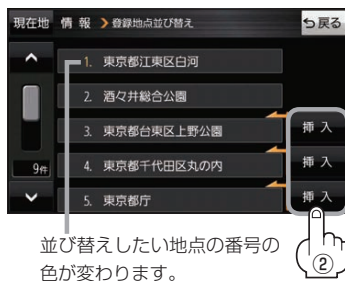 現在地 情報 登録地点並び替え 戻る
1. 東京都江東区白河
2. 酒々井総合公園
3. 東京都台東区上野公園 挿入
9件 4. 東京都千代田区丸の内 挿入
5. 東京都庁 挿入
②
並び替えしたい地点の番号の
色が変わります。